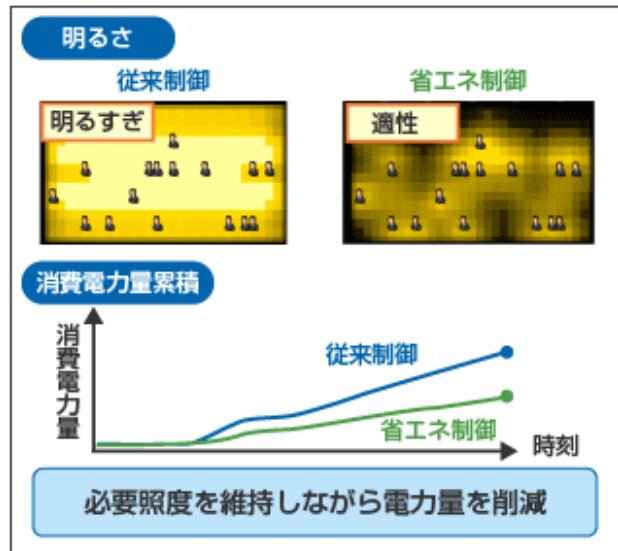 明るさ
従来制御
省エネ制御
明るすぎ
適性
消費電力量累積
消費電力量
従来制御
省エネ制御
時刻
必要照度を維持しながら電力量を削減